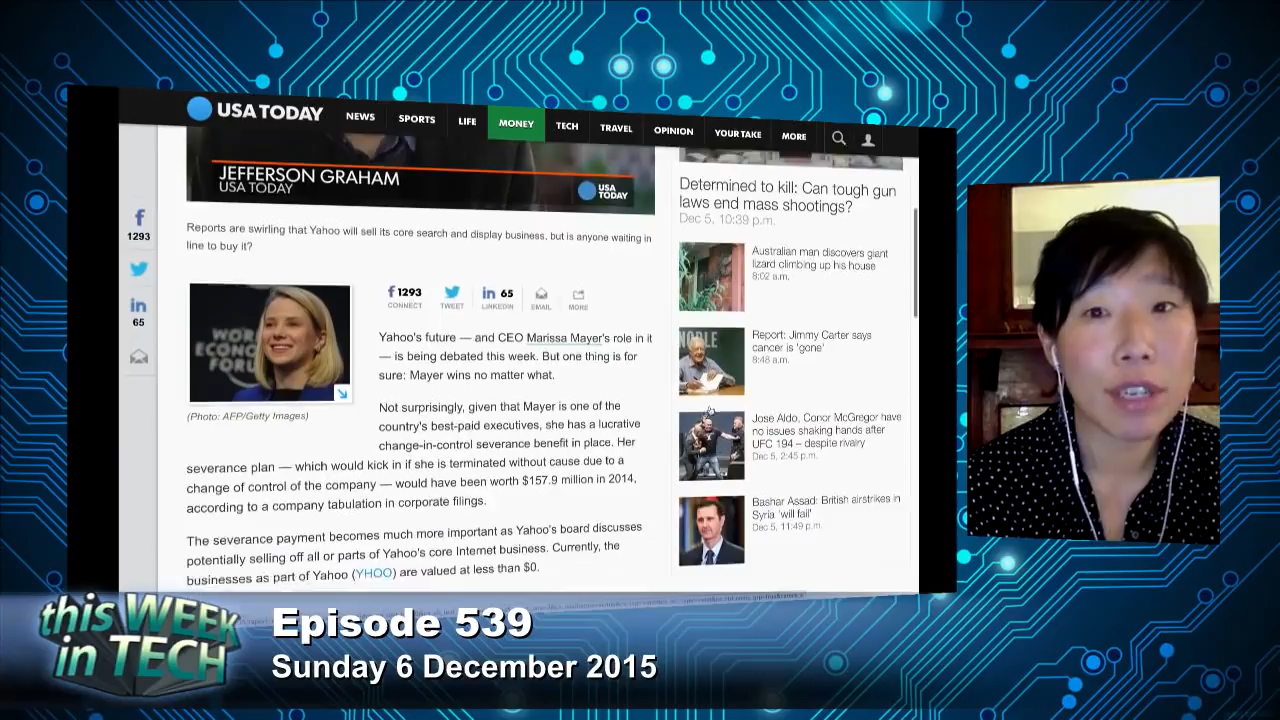 USA TODAY
NEWS SPORTS LIFE MONEY TECH TRAVEL OPINION YOUR TAKE MORE
JEFFERSON GRAHAM
USA TODAY
USA
TODAY
Reports are swirling that Yahoo will sell its core search and display business, but is anyone waiting in
line to buy it?
1293
65
WORLD
ECONOMIC
FORUM
(Photo: AFP/Getty Images)
1293
CONNECT
TWEET
65
LINKEDIN
EMAIL
MORE
Yahoo's future — and CEO Marissa Mayer's role in it
— is being debated this week. But one thing is for
sure: Mayer wins no matter what.
Not surprisingly, given that Mayer is one of the
country's best-paid executives, she has a lucrative
change-in-control severance benefit in place. Her
severance plan — which would kick in if she is terminated without cause due to a
change of control of the company — would have been worth $157.9 million in 2014,
according to a company tabulation in corporate filings.
The severance payment becomes much more important as Yahoo's board discusses
potentially selling off all or parts of Yahoo's core Internet business. Currently, the
businesses as part of Yahoo (YHOO) are valued at less than $0.
Determined to kill: Can tough gun
laws end mass shootings?
Dec 5, 10:39 p.m.
Australian man discovers giant
lizard climbing up his house
8:02 a.m.
NOBLE
Report: Jimmy Carter says
cancer is 'gone'
8:48 a.m.
Jose Aldo, Conor McGregor have
no issues shaking hands after
UFC 194 – despite rivalry
Dec 5, 2:45 p.m.
Bashar Assad: British airstrikes in
Syria 'will fail'
Dec 5, 11:49 p.m.
this WEEK
in TECH
Episode 539
Sunday 6 December 2015